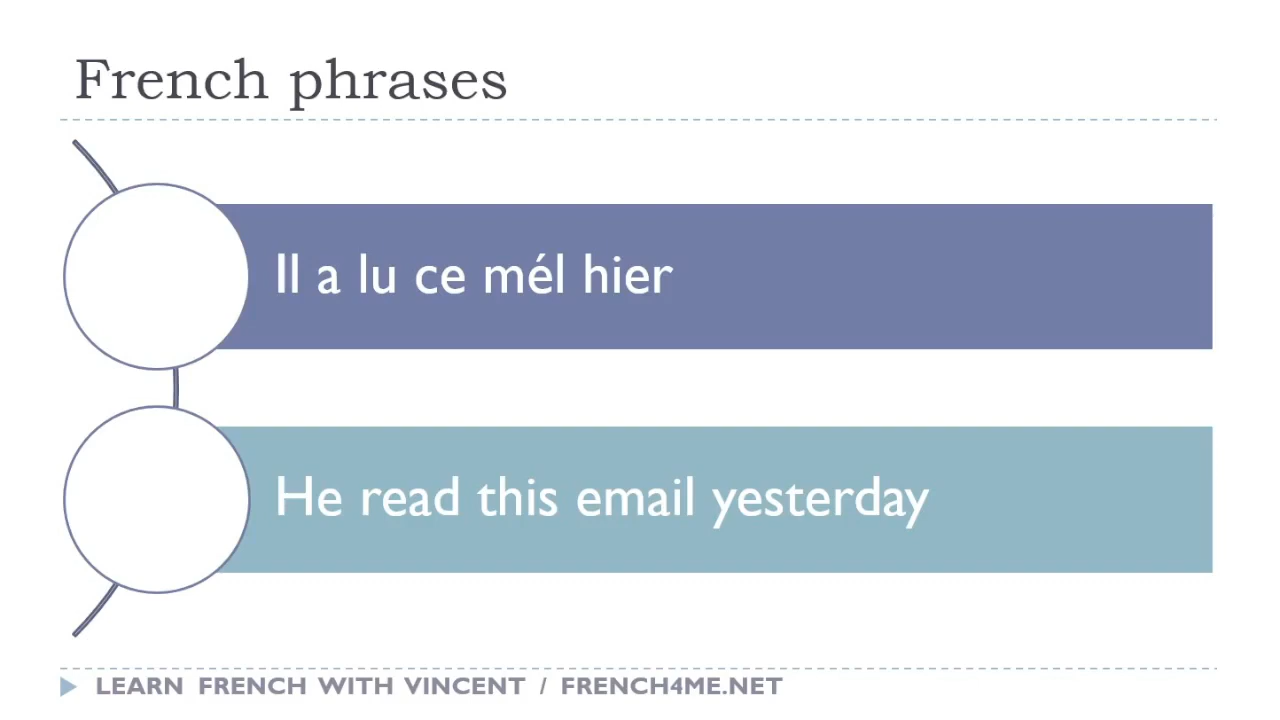 French phrases
Il a lu ce mél hier
He read this email yesterday
LEARN FRENCH WITH VINCENT / FRENCH4ME.NET